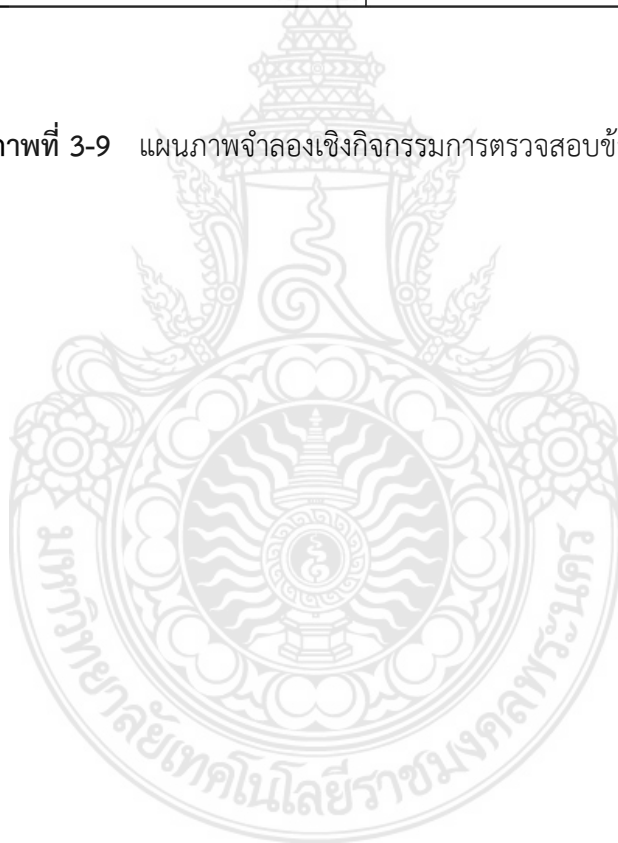 าพที่ 3-9 แผนภาพจำลองเชิงกิจกรรมการตรวจสอบข้
มหาวิทยาลัยเทคโนโลยีราชมงคลพระนคร